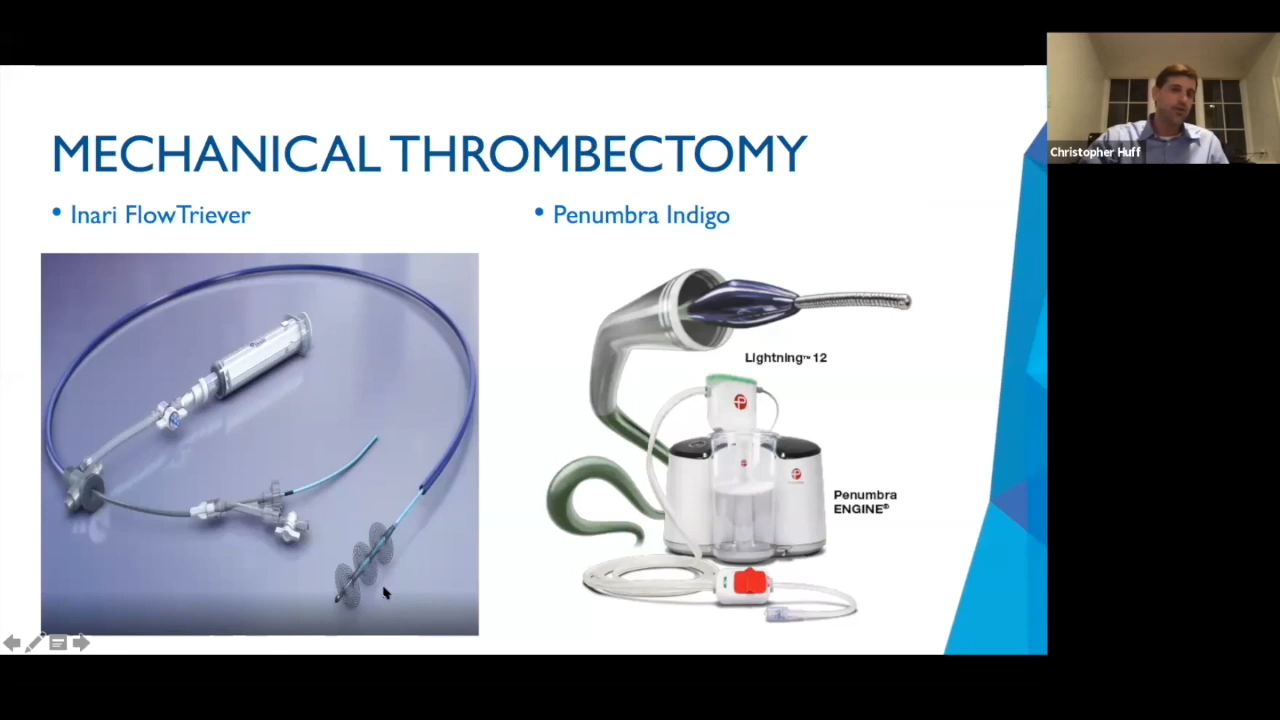 MECHANICAL THROMBECTOMY
• Inari FlowTriever
• Penumbra Indigo
Lightning™ 12
Penumbra
ENGINE®
Christopher Huff